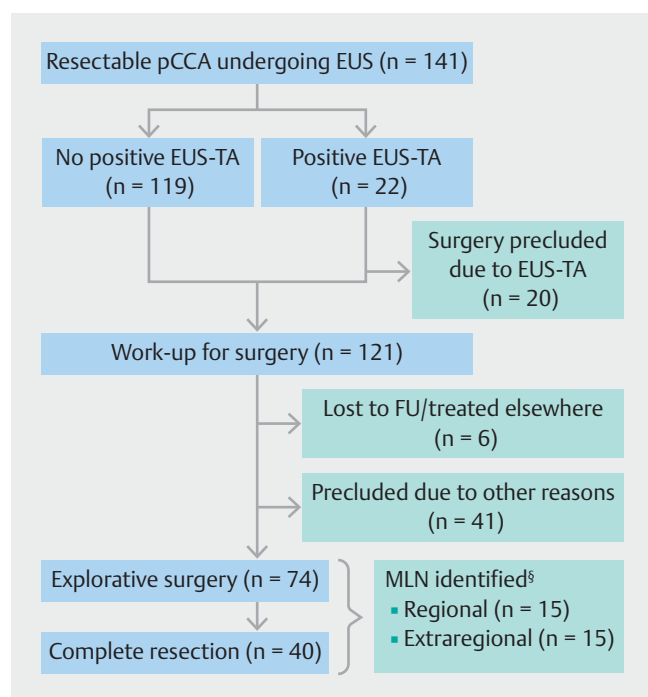 Resectable pCCA undergoing EUS (n = 141)
No positive EUS-TA
(n = 119)
Positive EUS-TA
(n = 22)
Surgery precluded
due to EUS-TA
(n = 20)
Work-up for surgery (n = 121)
Lost to FU/treated elsewhere
(n = 6)
Precluded due to other reasons
(n = 41)
Explorative surgery (n = 74)
Complete resection (n = 40)
MLN identified§
▪ Regional (n = 15)
▪ Extraregional (n = 15)